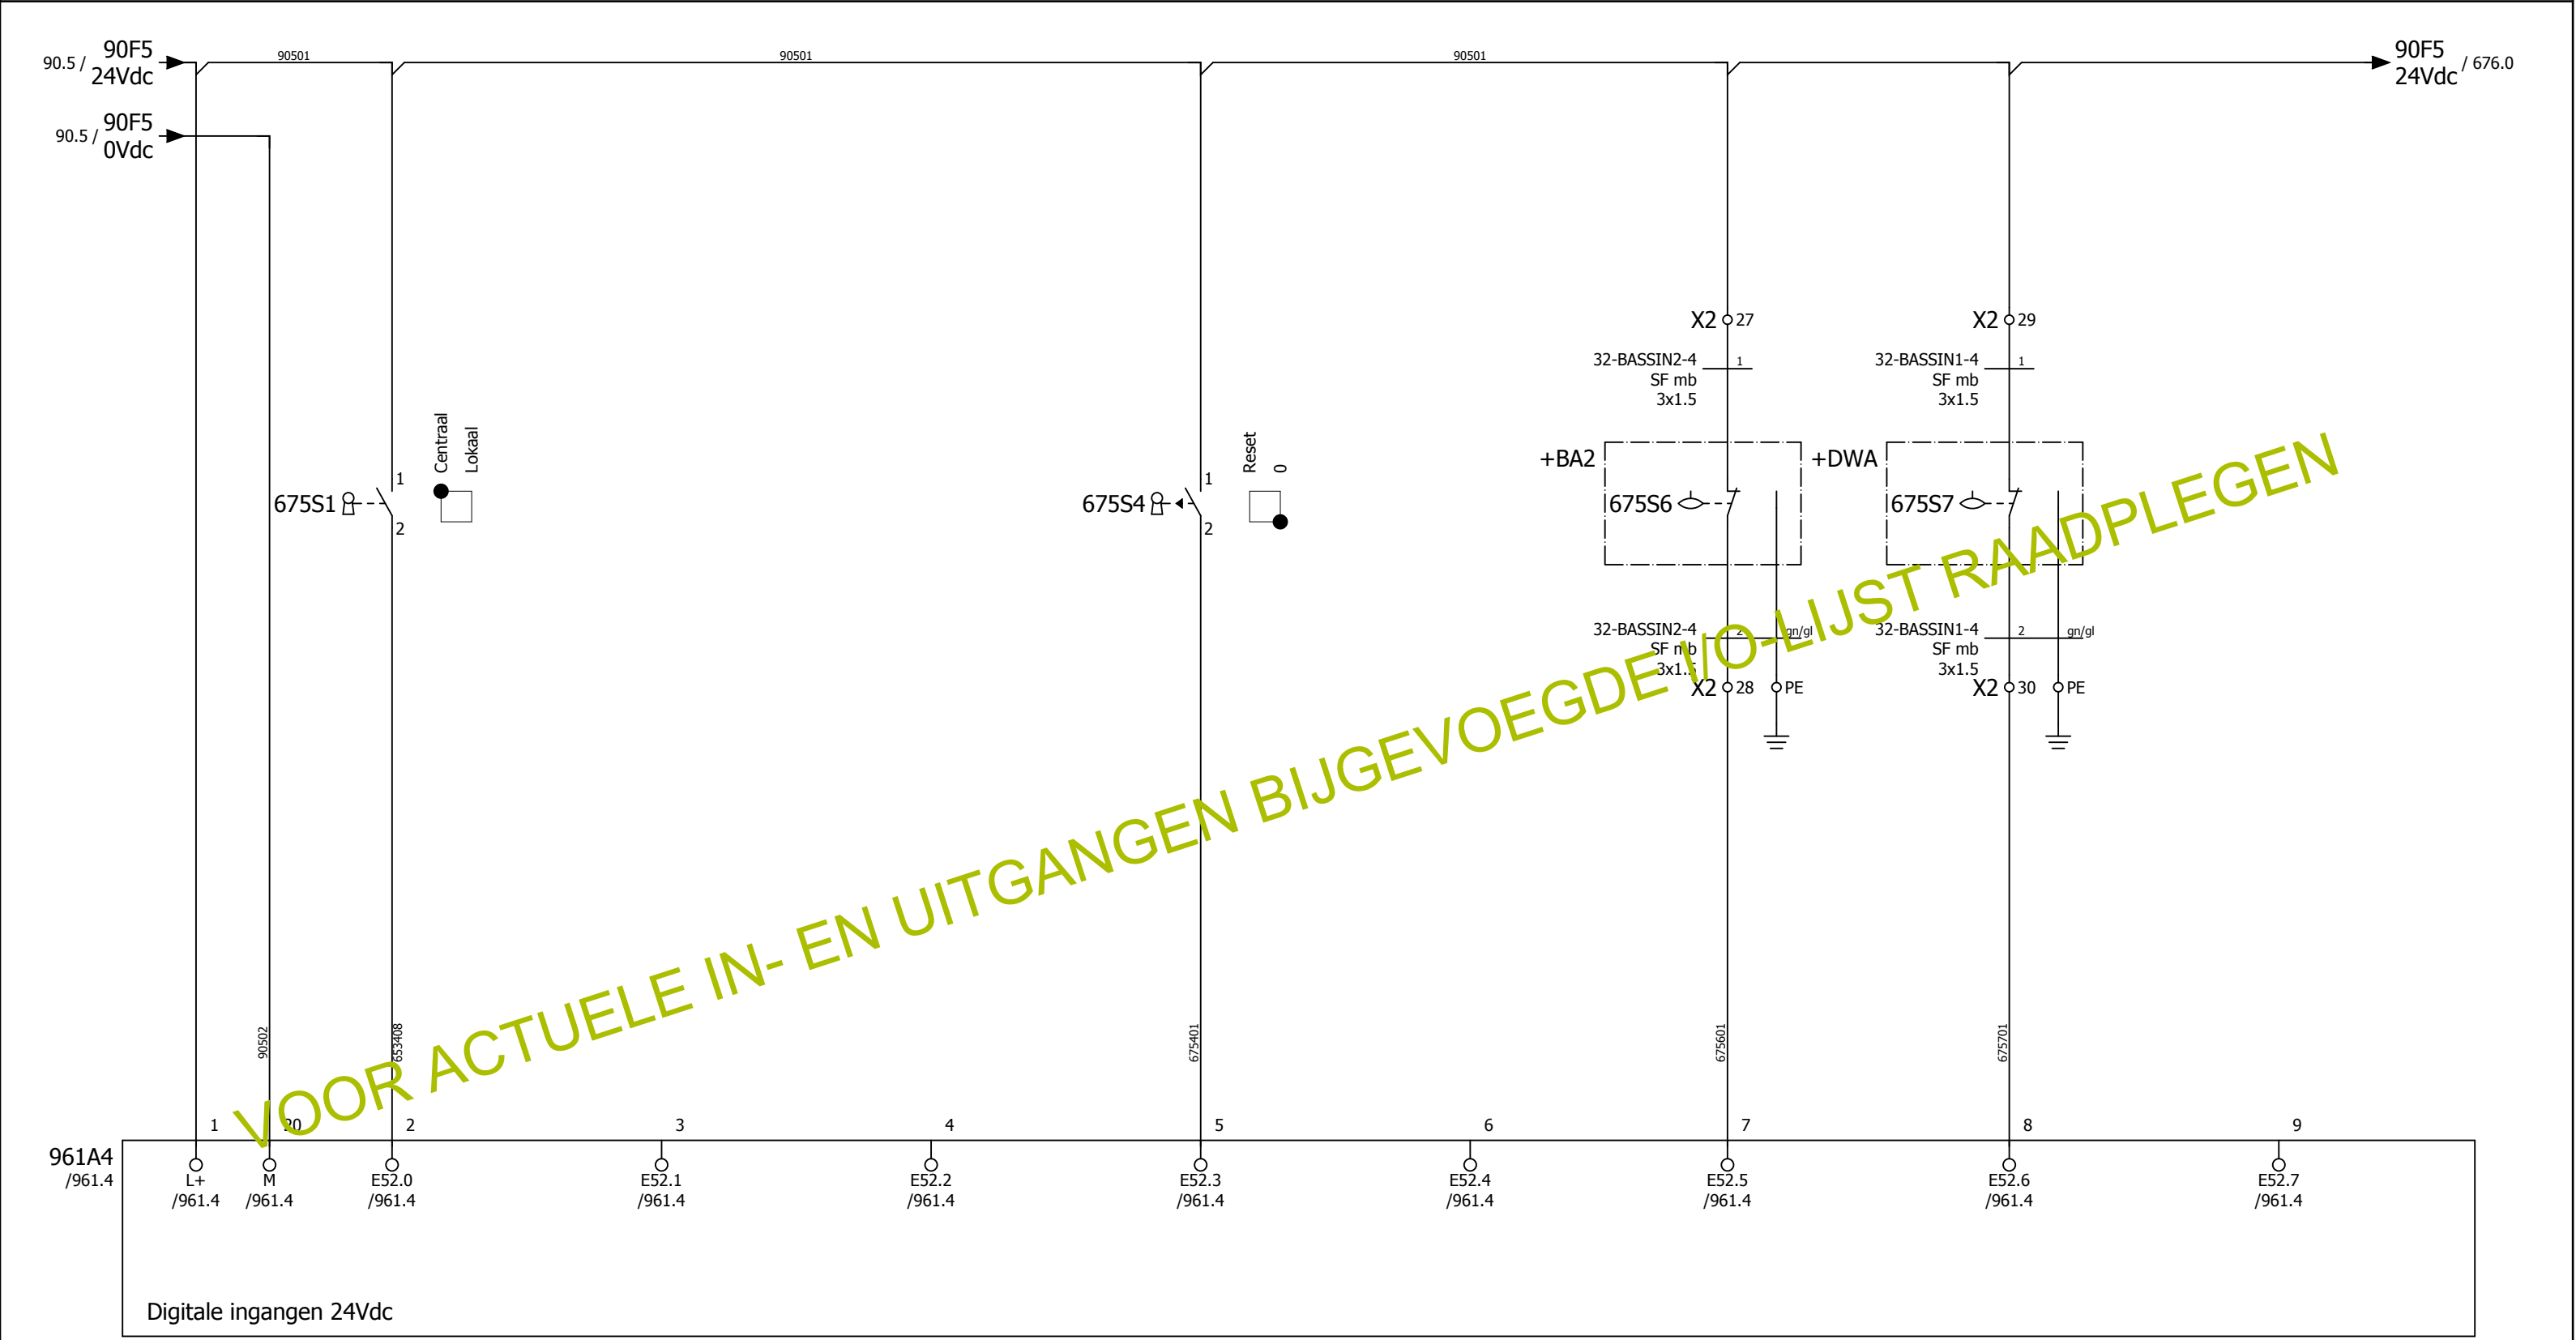 90.5 / 90F5 24Vdc
90501
90501
90501
90F5 24Vdc / 676.0
90.5 / 90F5 0Vdc
X2 27
X2 29
32-BASSIN2-4 1
SF mb
3x1.5
32-BASSIN1-4 1
SF mb
3x1.5
Centraal
Lokaal
675S1
1
2
Reset
0
675S4
1
2
+BA2
675S6
+DWA
675S7
32-BASSIN2-4 2 gn/gl
SF mb
3x1.5
X2 28 PE
32-BASSIN1-4 2 gn/gl
SF mb
3x1.5
X2 30 PE
VOOR ACTUELE IN- EN UITGANGEN BIJGEVOEGDE I/O-LIJST RAADPLEGEN
90502
653408
675401
675601
675701
1 20 2 3 4 5 6 7 8 9
961A4
/961.4
L+ M E52.0 E52.1 E52.2 E52.3 E52.4 E52.5 E52.6 E52.7
/961.4 /961.4 /961.4 /961.4 /961.4 /961.4 /961.4 /961.4 /961.4 /961.4
Digitale ingangen 24Vdc